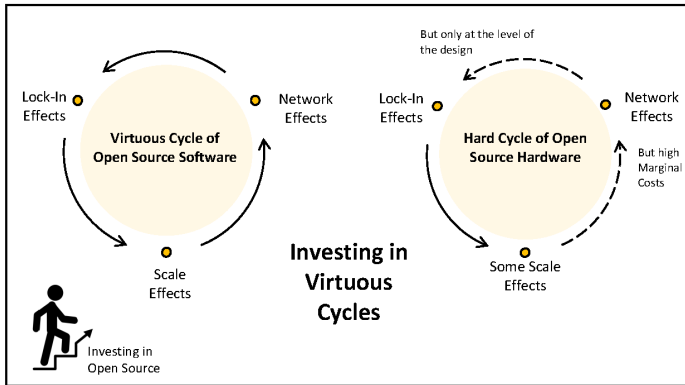 Lock-In
Effects
Network
Effects
Virtuous Cycle of
Open Source Software
Scale
Effects
But only at the level of
the design
Lock-In
Effects
Network
Effects
Hard Cycle of Open
Source Hardware
But high
Marginal
Costs
Some Scale
Effects
Investing in
Virtuous
Cycles
Investing in
Open Source